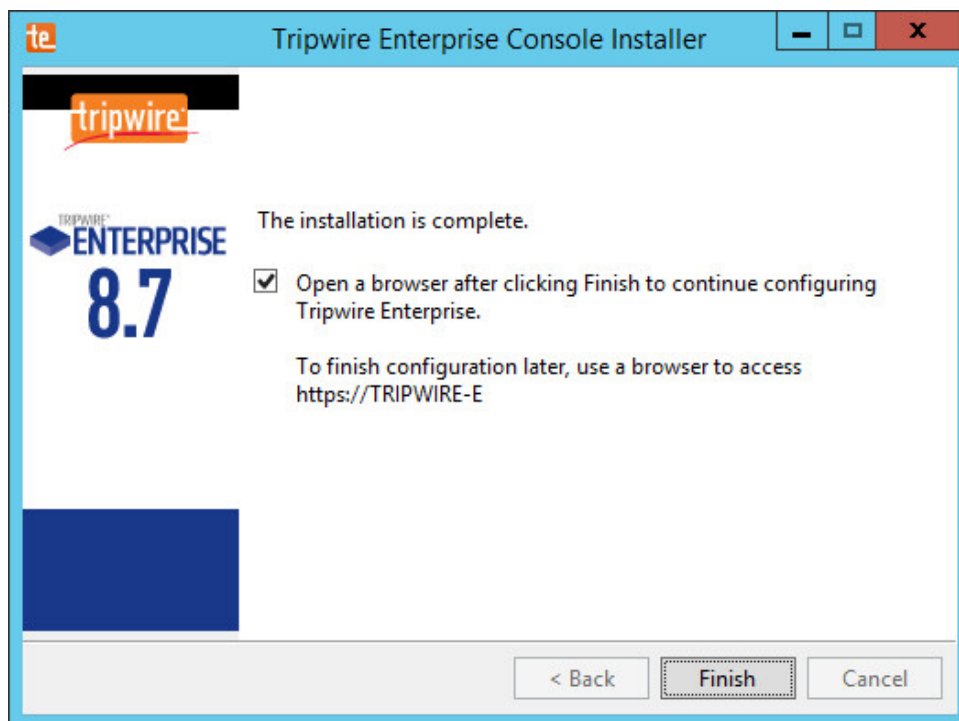 te
Tripwire Enterprise Console Installer
tripwire
TRIPWIRE
ENTERPRISE
8.7
The installation is complete.
Open a browser after clicking Finish to continue configuring
Tripwire Enterprise.
To finish configuration later, use a browser to access
https://TRIPWIRE-E
< Back
Finish
Cancel